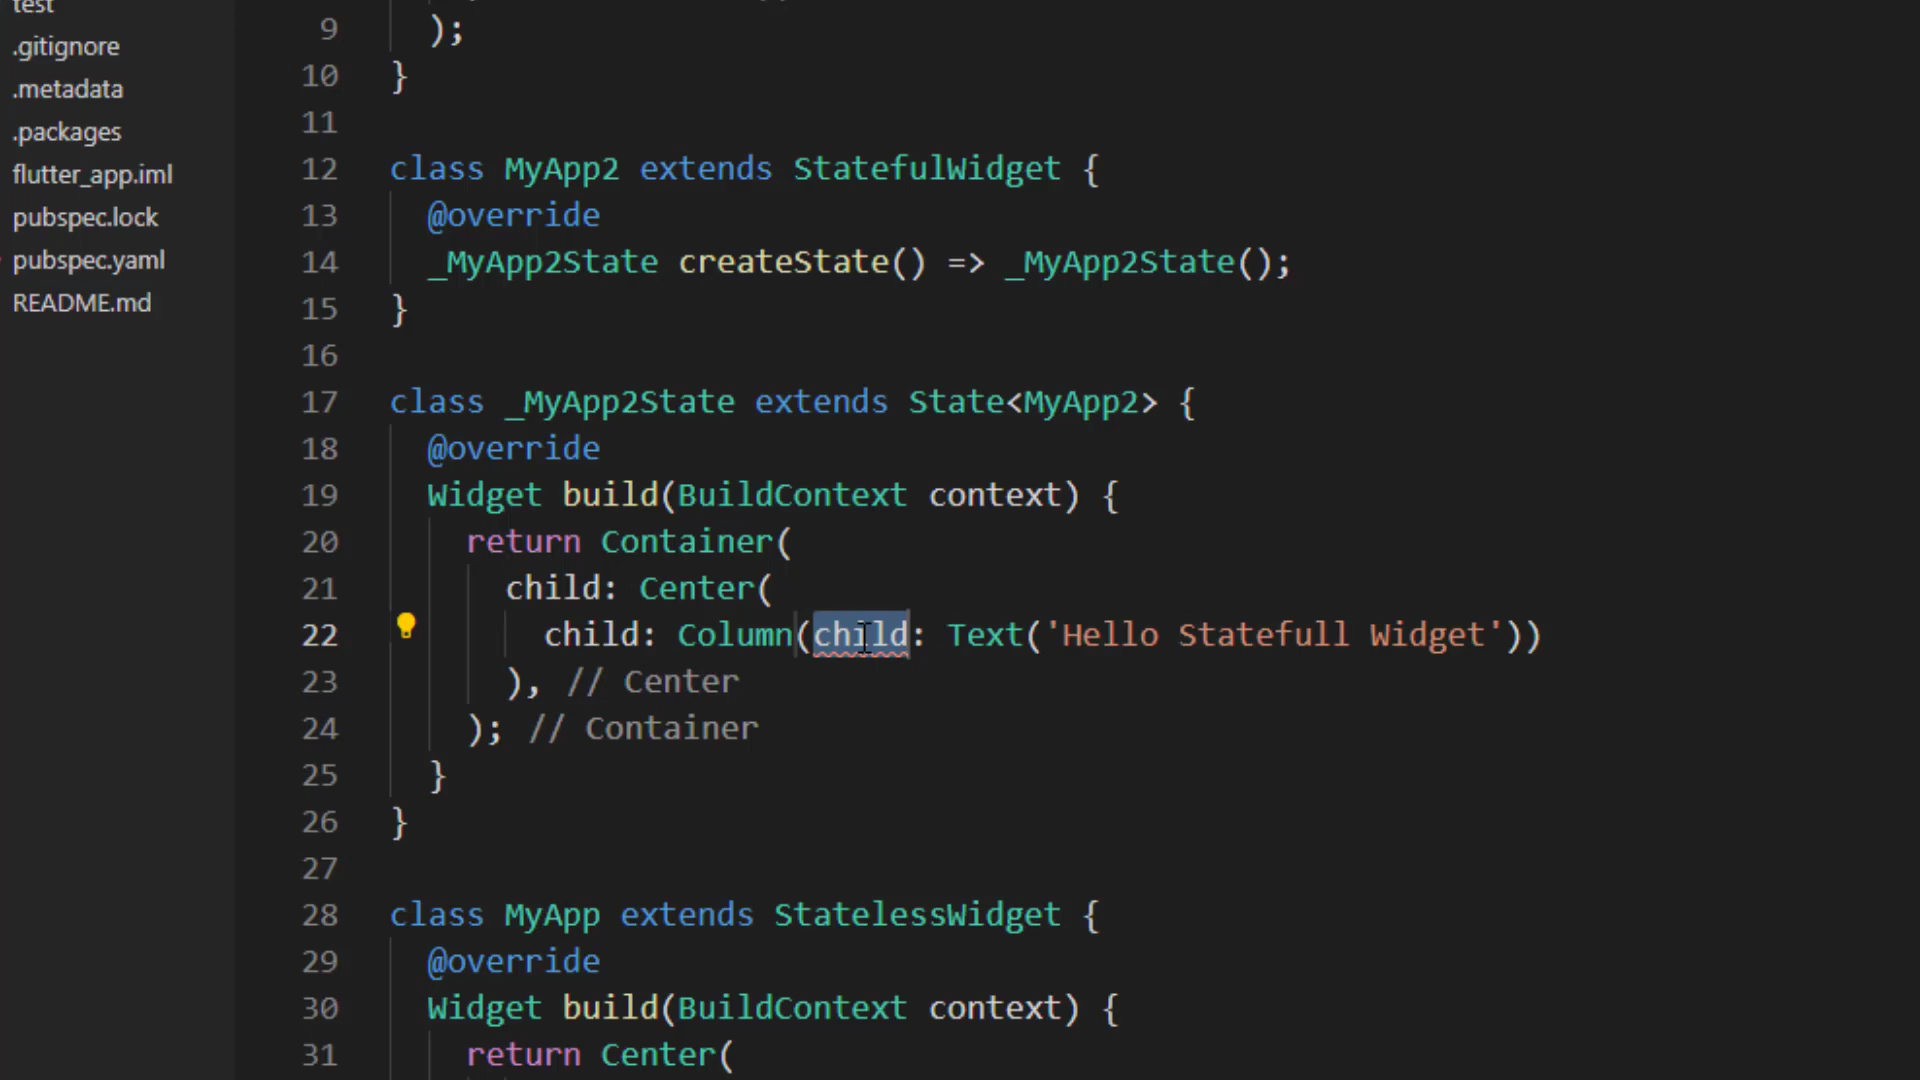 test
.gitignore
.metadata
.packages
flutter_app.iml
pubspec.lock
pubspec.yaml
README.md
9 );
10 }
11
12 class MyApp2 extends StatefulWidget {
13 @override
14 _MyApp2State createState() => _MyApp2State();
15 }
16
17 class _MyApp2State extends State<MyApp2> {
18 @override
19 Widget build(BuildContext context) {
20 return Container(
21 child: Center(
22 child: Column(child: Text('Hello Statefull Widget'))
23 ), // Center
24 ); // Container
25 }
26 }
27
28 class MyApp extends StatelessWidget {
29 @override
30 Widget build(BuildContext context) {
31 return Center(